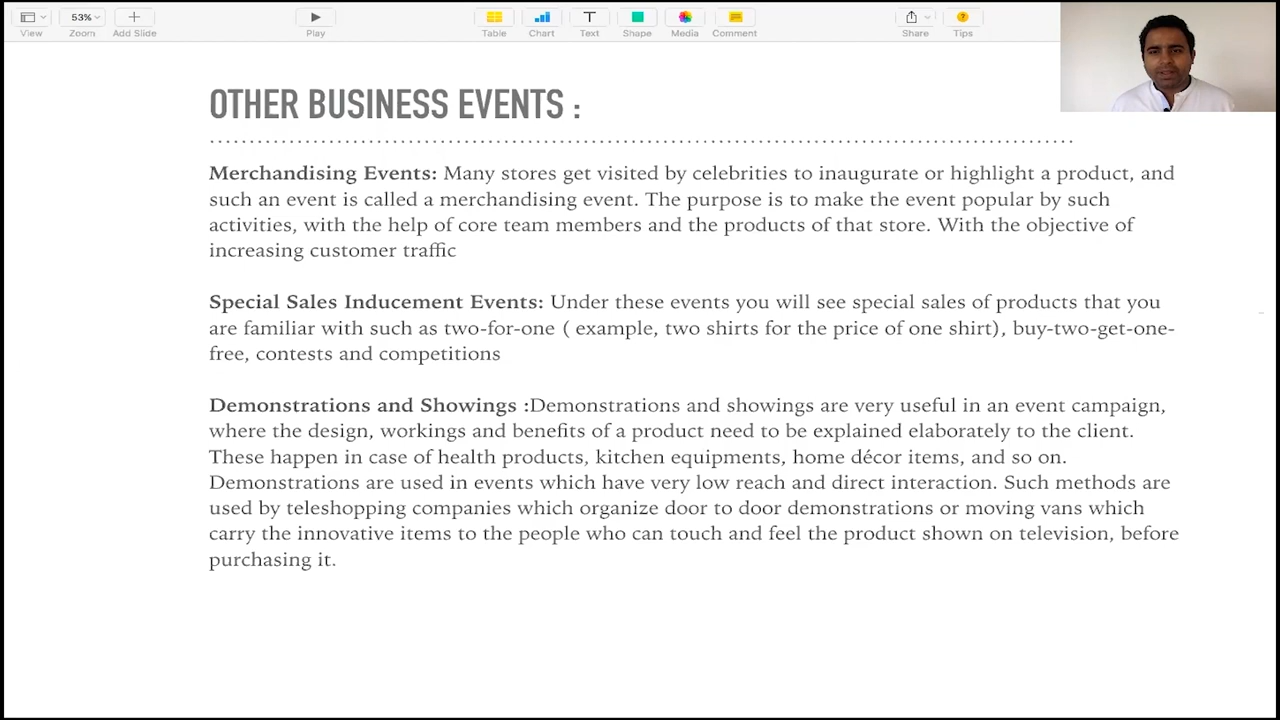 53%
View
Zoom
Add Slide
Play
Table
Chart
Text
Shape
Media
Comment
Share
Tips
OTHER BUSINESS EVENTS :
Merchandising Events: Many stores get visited by celebrities to inaugurate or highlight a product, and
such an event is called a merchandising event. The purpose is to make the event popular by such
activities, with the help of core team members and the products of that store. With the objective of
increasing customer traffic
Special Sales Inducement Events: Under these events you will see special sales of products that you
are familiar with such as two-for-one ( example, two shirts for the price of one shirt), buy-two-get-one-
free, contests and competitions
Demonstrations and Showings :Demonstrations and showings are very useful in an event campaign,
where the design, workings and benefits of a product need to be explained elaborately to the client.
These happen in case of health products, kitchen equipments, home décor items, and so on.
Demonstrations are used in events which have very low reach and direct interaction. Such methods are
used by teleshopping companies which organize door to door demonstrations or moving vans which
carry the innovative items to the people who can touch and feel the product shown on television, before
purchasing it.